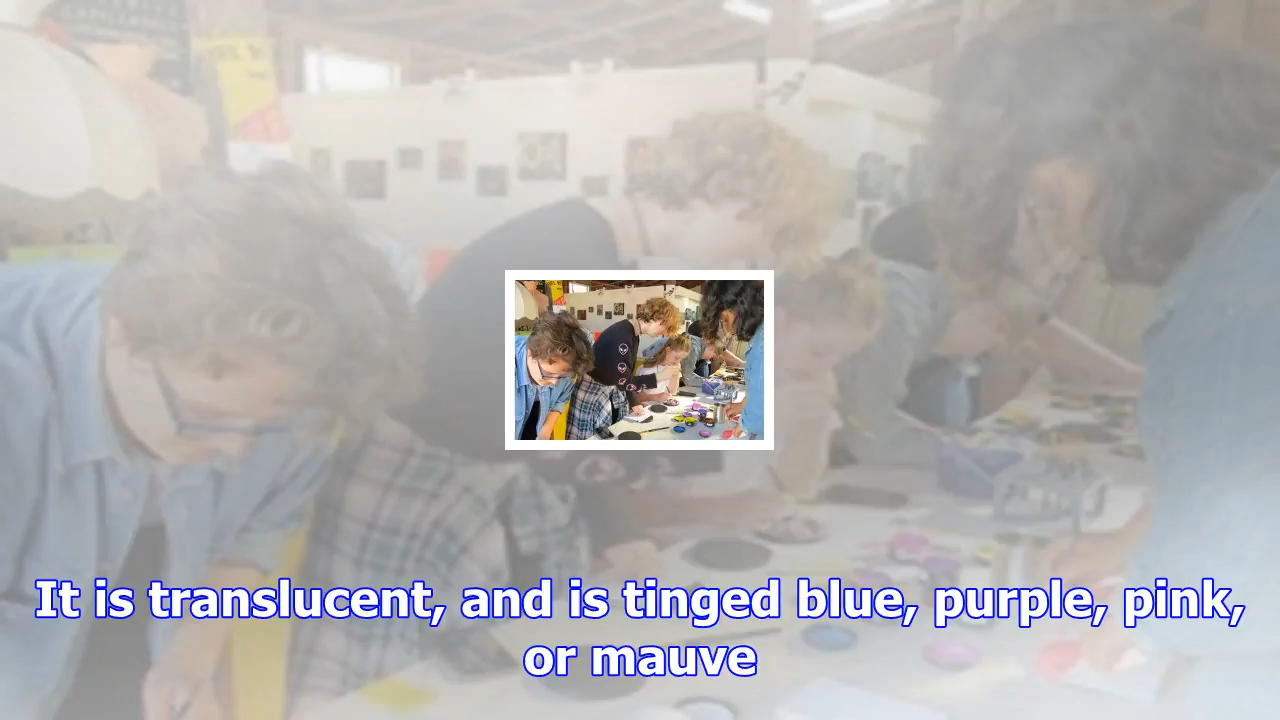 It is translucent, and is tinged blue, purple, pink,
or mauve